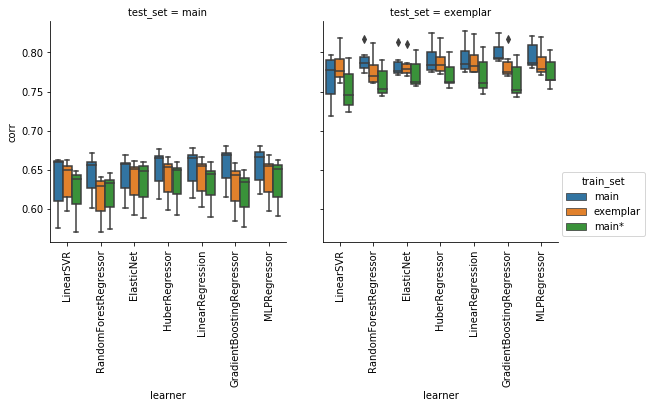 test_set = main
test_set = exemplar
corr
0.80
0.75
0.70
0.65
0.60
LinearSVR
RandomForestRegressor
ElasticNet
HuberRegressor
LinearRegression
GradientBoostingRegressor
MLPRegressor
learner
LinearSVR
RandomForestRegressor
ElasticNet
HuberRegressor
LinearRegression
GradientBoostingRegressor
MLPRegressor
learner
train_set
main
exemplar
main*